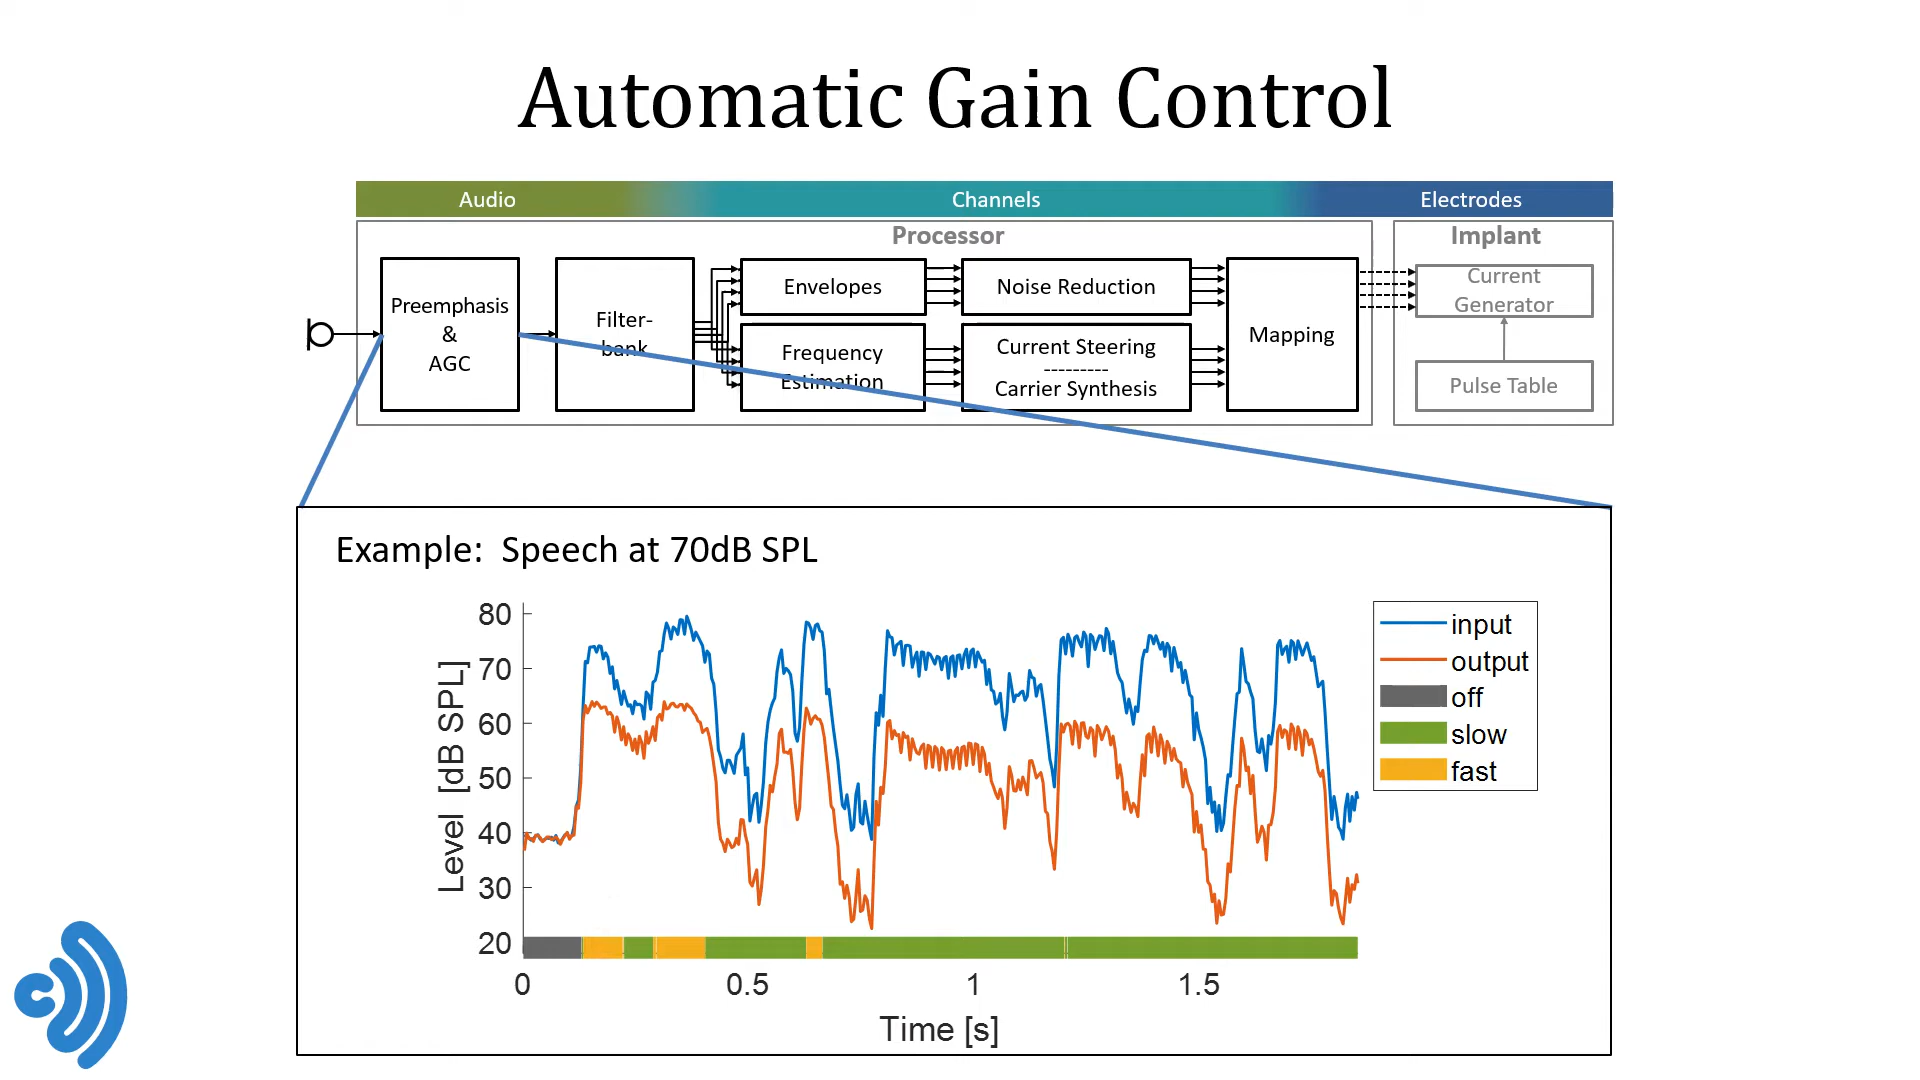 Automatic Gain Control
Audio
Channels
Electrodes
Processor
Implant
Preemphasis
&
AGC
Filter-
bank
Envelopes
Frequency
Estimation
Noise Reduction
Current Steering
---------
Carrier Synthesis
Mapping
Current
Generator
Pulse Table
Example:  Speech at 70dB SPL
Level  [dB SPL]
80
70
60
50
40
30
20
0
0.5
1
1.5
Time [s]
input
output
off
slow
fast